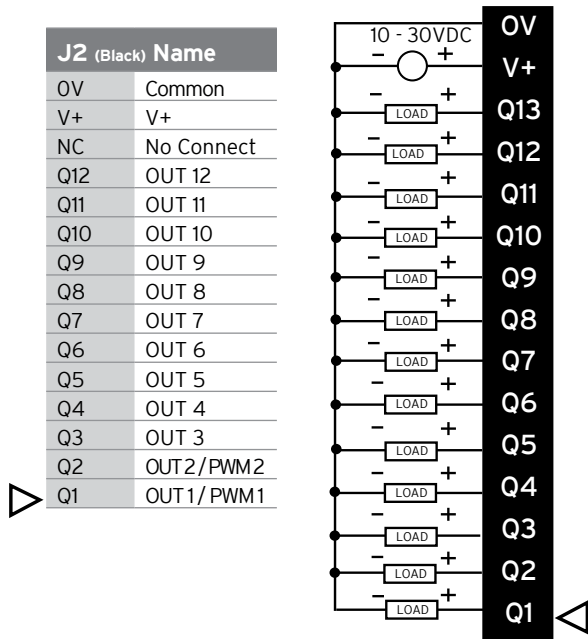 J2 (Black) Name
0V Common
V+ V+
NC No Connect
Q12 OUT 12
Q11 OUT 11
Q10 OUT 10
Q9 OUT 9
Q8 OUT 8
Q7 OUT 7
Q6 OUT 6
Q5 OUT 5
Q4 OUT 4
Q3 OUT 3
Q2 OUT2/PWM2
Q1 OUT1/PWM1
0V
10 - 30VDC
- + V+
- LOAD + Q13
- LOAD + Q12
- LOAD + Q11
- LOAD + Q10
- LOAD + Q9
- LOAD + Q8
- LOAD + Q7
- LOAD + Q6
- LOAD + Q5
- LOAD + Q4
- LOAD + Q3
- LOAD + Q2
- LOAD + Q1